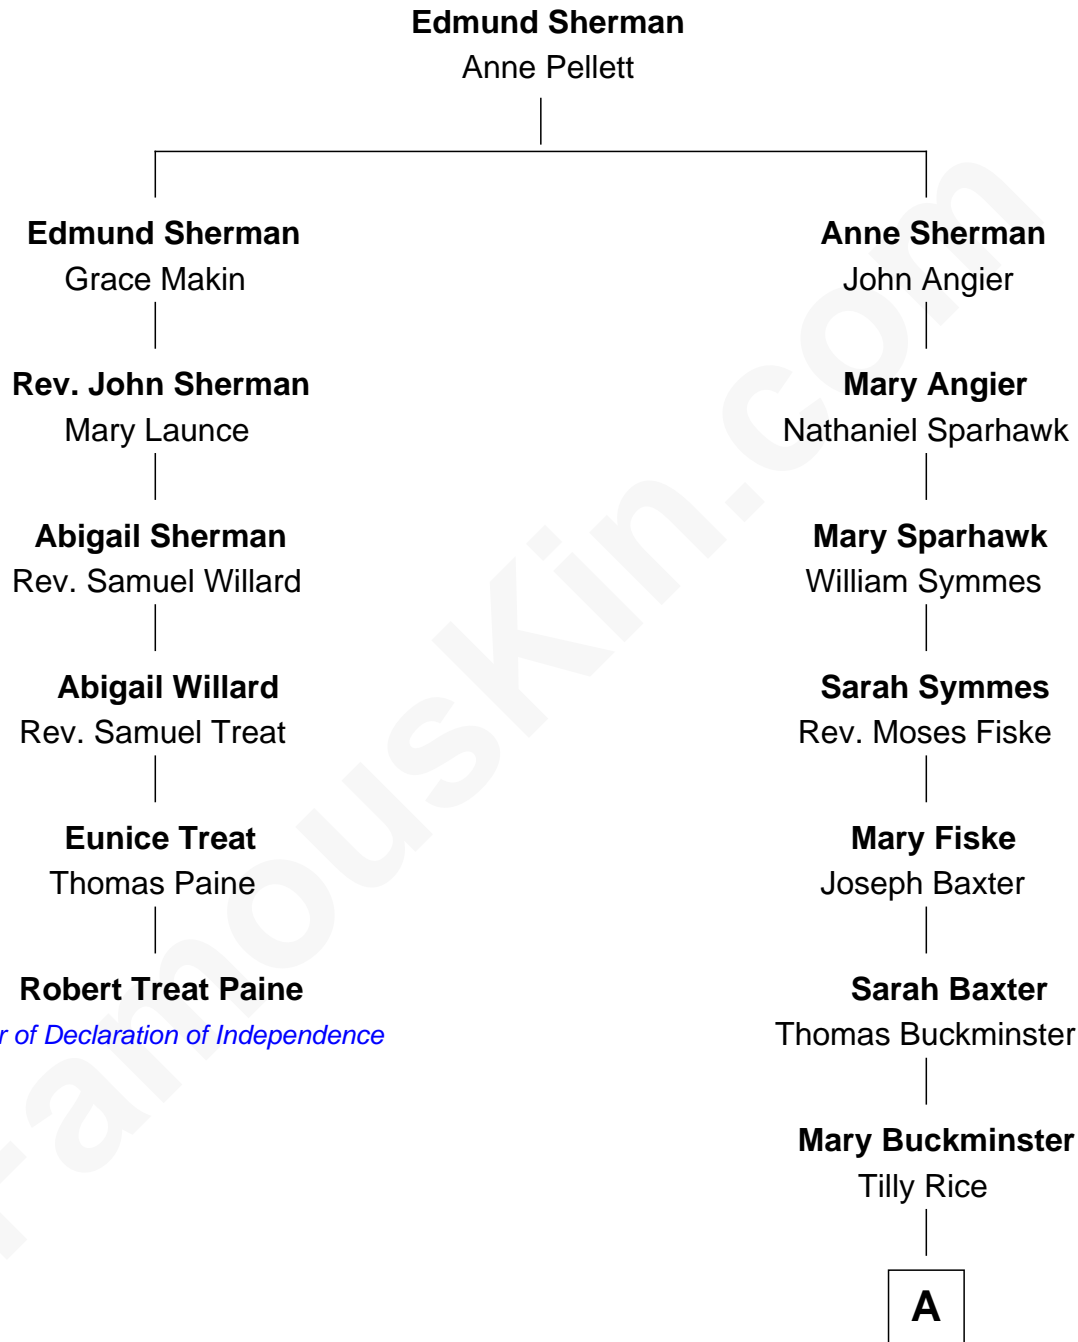 Edmund Sherman
Anne Pellett
Edmund Sherman
Grace Makin
Rev. John Sherman
Mary Launce
Abigail Sherman
Rev. Samuel Willard
Abigail Willard
Rev. Samuel Treat
Eunice Treat
Thomas Paine
Robert Treat Paine
r of Declaration of Independence
Anne Sherman
John Angier
Mary Angier
Nathaniel Sparhawk
Mary Sparhawk
William Symmes
Sarah Symmes
Rev. Moses Fiske
Mary Fiske
Joseph Baxter
Sarah Baxter
Thomas Buckminster
Mary Buckminster
Tilly Rice
A
FamousKin.com